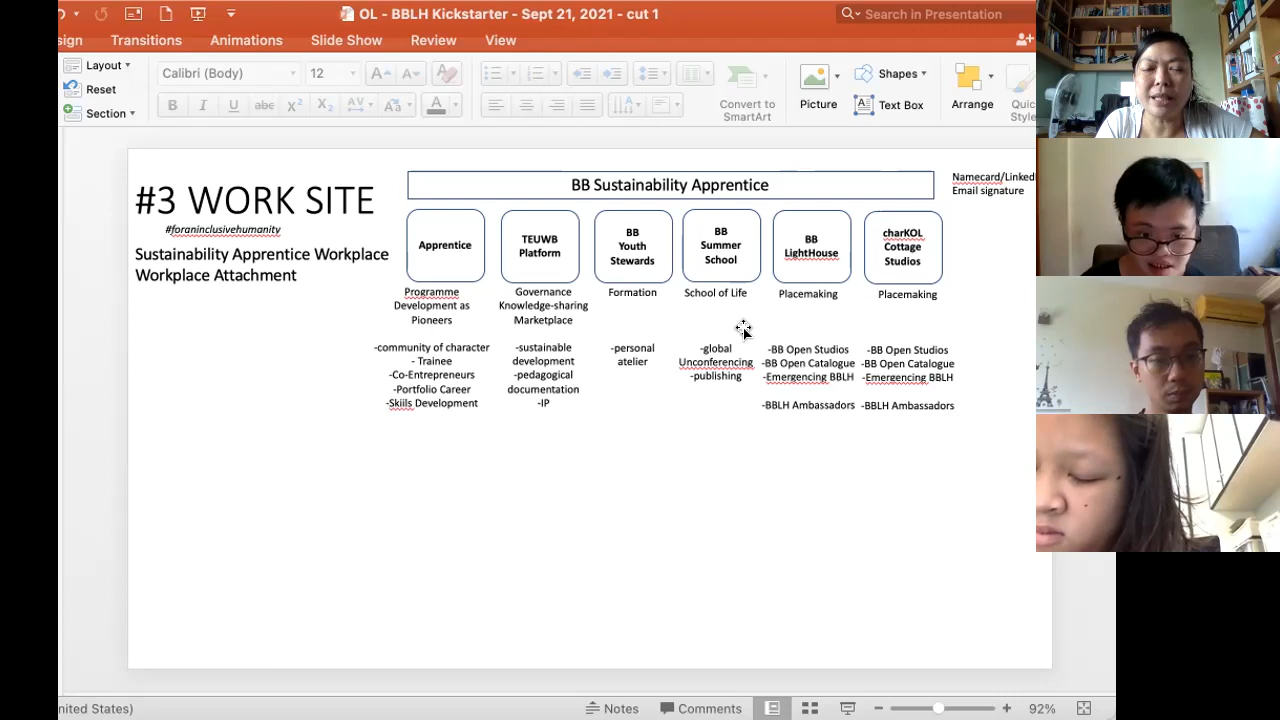 OL - BBLH Kickstarter - Sept 21, 2021 - cut 1
Search in Presentation
sign
Transitions
Animations
Slide Show
Review
View
Layout
Reset
Section
Calibri (Body)
12
Convert to
SmartArt
Picture
Shapes
Text Box
Arrange
Quic
Style
#3 WORK SITE
#foraninclusivehumanity
Sustainability Apprentice Workplace
Workplace Attachment
BB Sustainability Apprentice
Namecard/Linked
Email signature
Apprentice
Programme
Development as
Pioneers
-community of character
- Trainee
-Co-Entrepreneurs
-Portfolio Career
-Skiils Development
TEUWB
Platform
Governance
Knowledge-sharing
Marketplace
-sustainable
development
-pedagogical
documentation
-IP
BB
Youth
Stewards
Formation
-personal
atelier
BB
Summer
School
School of Life
-global
Unconferencing
-publishing
BB
LightHouse
Placemaking
-BB Open Studios
-BB Open Catalogue
-Emergencing BBLH
-BBLH Ambassadors
charKOL
Cottage
Studios
Placemaking
-BB Open Studios
-BB Open Catalogue
-Emergencing BBLH
-BBLH Ambassadors
nited States)
Notes
Comments
92%